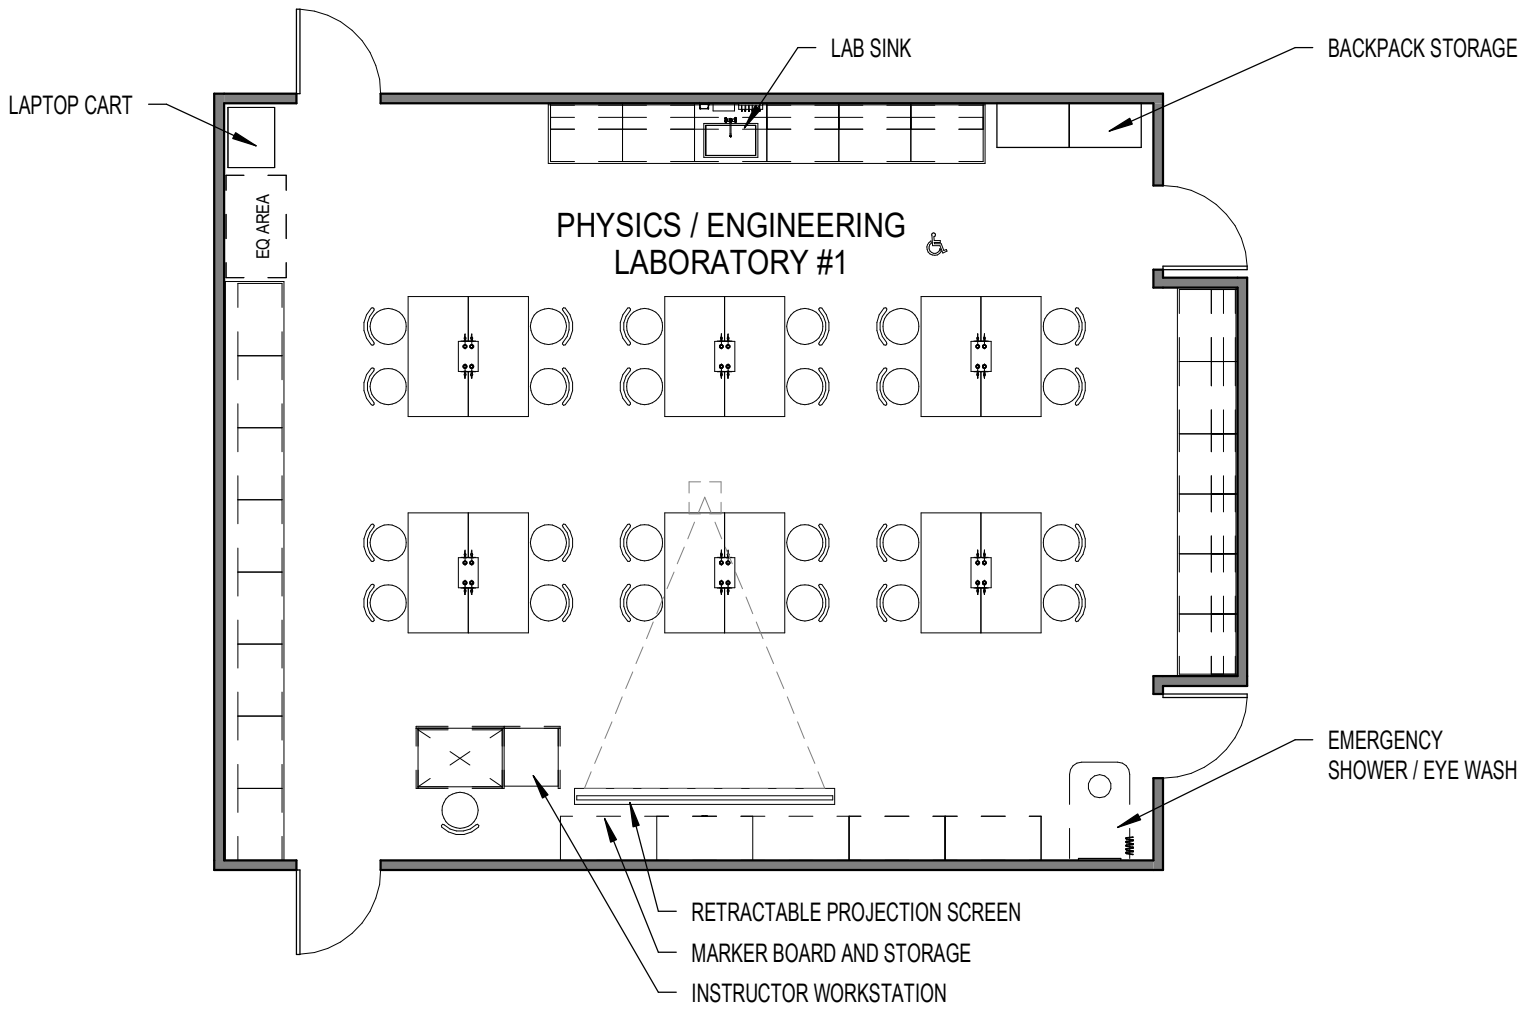 LAB SINK
BACKPACK STORAGE
LAPTOP CART
EQ AREA
PHYSICS / ENGINEERING
LABORATORY #1
EMERGENCY
SHOWER / EYE WASH
RETRACTABLE PROJECTION SCREEN
MARKER BOARD AND STORAGE
INSTRUCTOR WORKSTATION